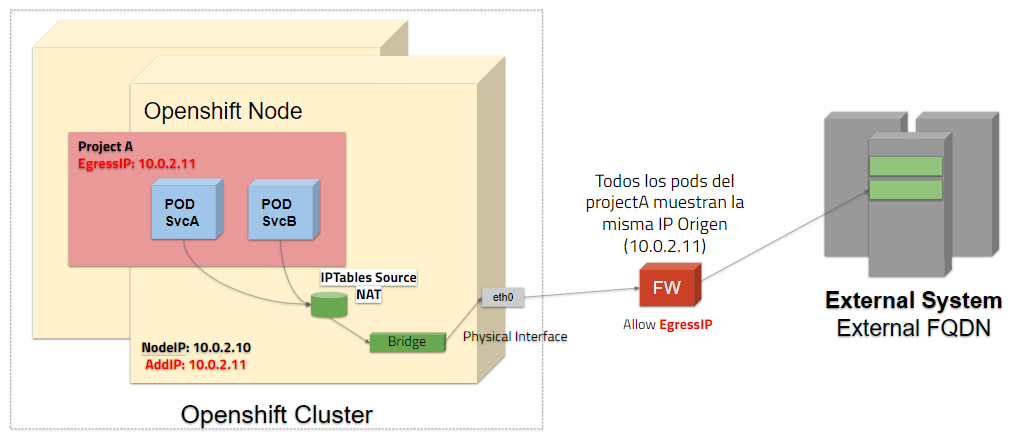 Openshift Node
Project A
EgressIP: 10.0.2.11
POD
SvcA
POD
SvcB
IPTables Source
NAT
eth0
Bridge
Physical Interface
NodeIP: 10.0.2.10
AddIP: 10.0.2.11
Openshift Cluster
Todos los pods del
projectA muestran la
misma IP Origen
(10.0.2.11)
FW
Allow EgressIP
External System
External FQDN